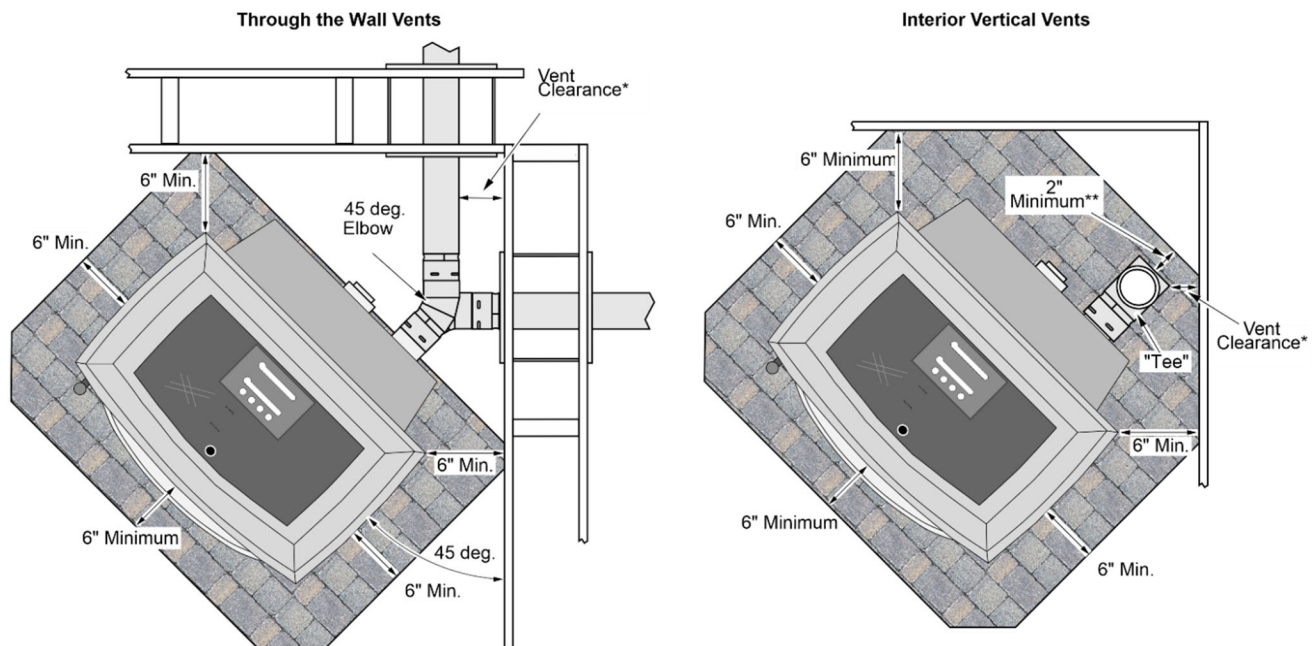 Through the Wall Vents
Vent
Clearance*
6" Min.
45 deg.
Elbow
6" Min.
6" Min.
6" Minimum
45 deg.
6" Min.
Interior Vertical Vents
6" Minimum
2"
Minimum**
6" Min.
Vent
Clearance*
"Tee"
6" Min.
6" Minimum
6" Min.